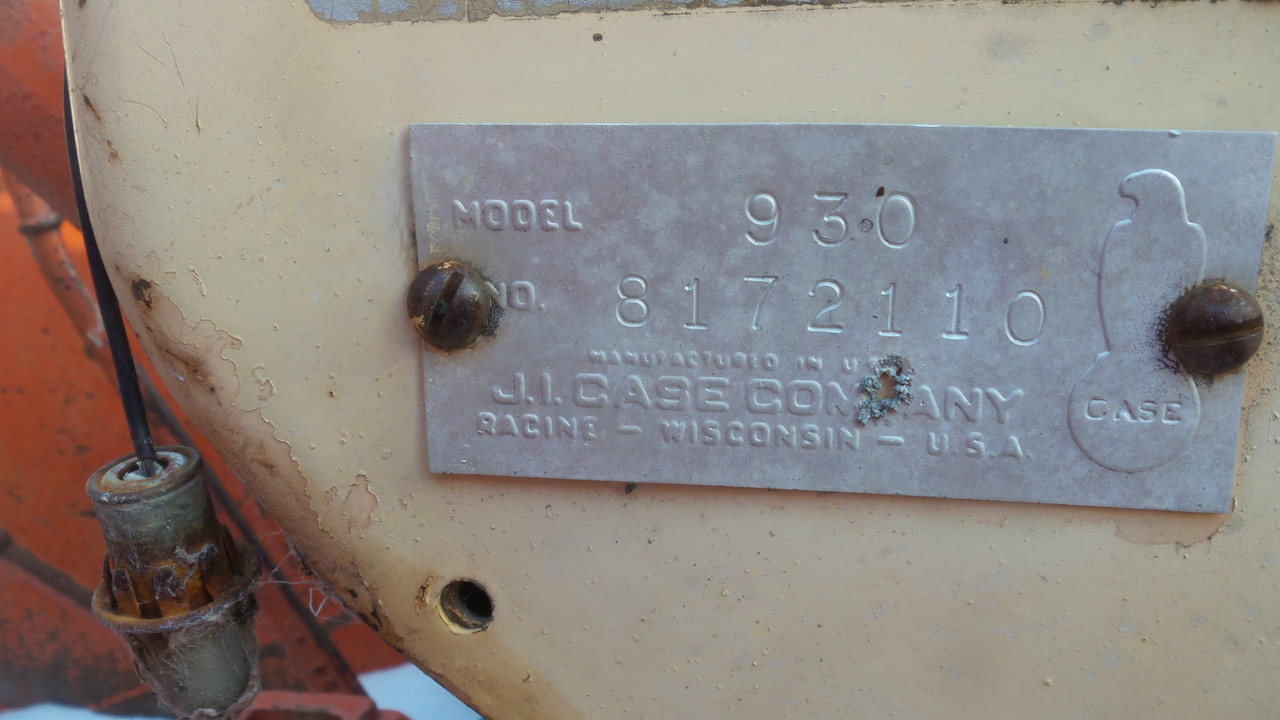 MODEL 930
NO. 8172110
MANUFACTURED IN
J.I. CASE COMPANY
RACINE - WISCONSIN - U.S.A.
CASE